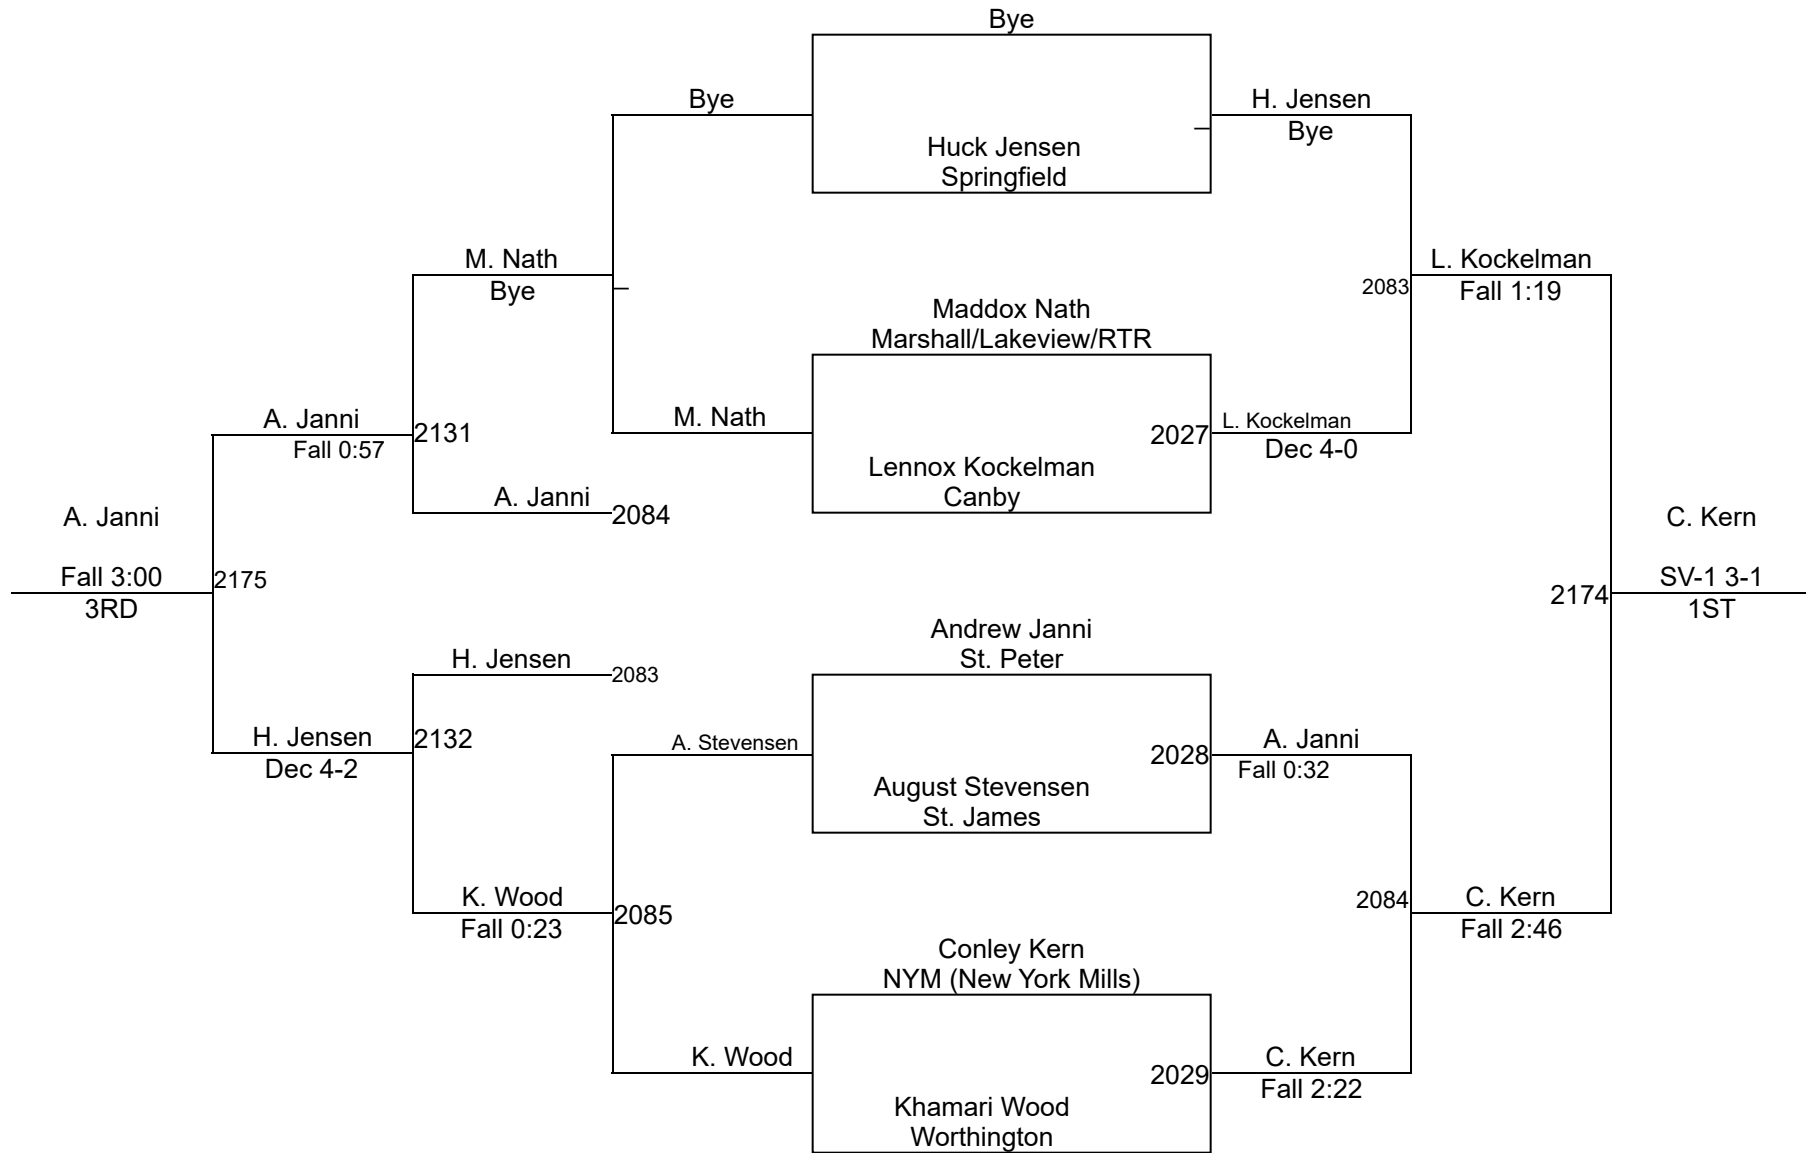 Bye
Bye
H. Jensen
Bye
Huck Jensen
Springfield
M. Nath
Bye
L. Kockelman
2083
Fall 1:19
Maddox Nath
Marshall/Lakeview/RTR
A. Janni
2131
Fall 0:57
M. Nath
2027
L. Kockelman
Dec 4-0
Lennox Kockelman
Canby
A. Janni
2084
A. Janni
C. Kern
Fall 3:00
2175
3RD
SV-1 3-1
2174
1ST
Andrew Janni
St. Peter
H. Jensen
2083
H. Jensen
2132
Dec 4-2
A. Stevensen
2028
A. Janni
Fall 0:32
August Stevensen
St. James
K. Wood
2085
Fall 0:23
2084
C. Kern
Fall 2:46
Conley Kern
NYM (New York Mills)
K. Wood
2029
C. Kern
Fall 2:22
Khamari Wood
Worthington